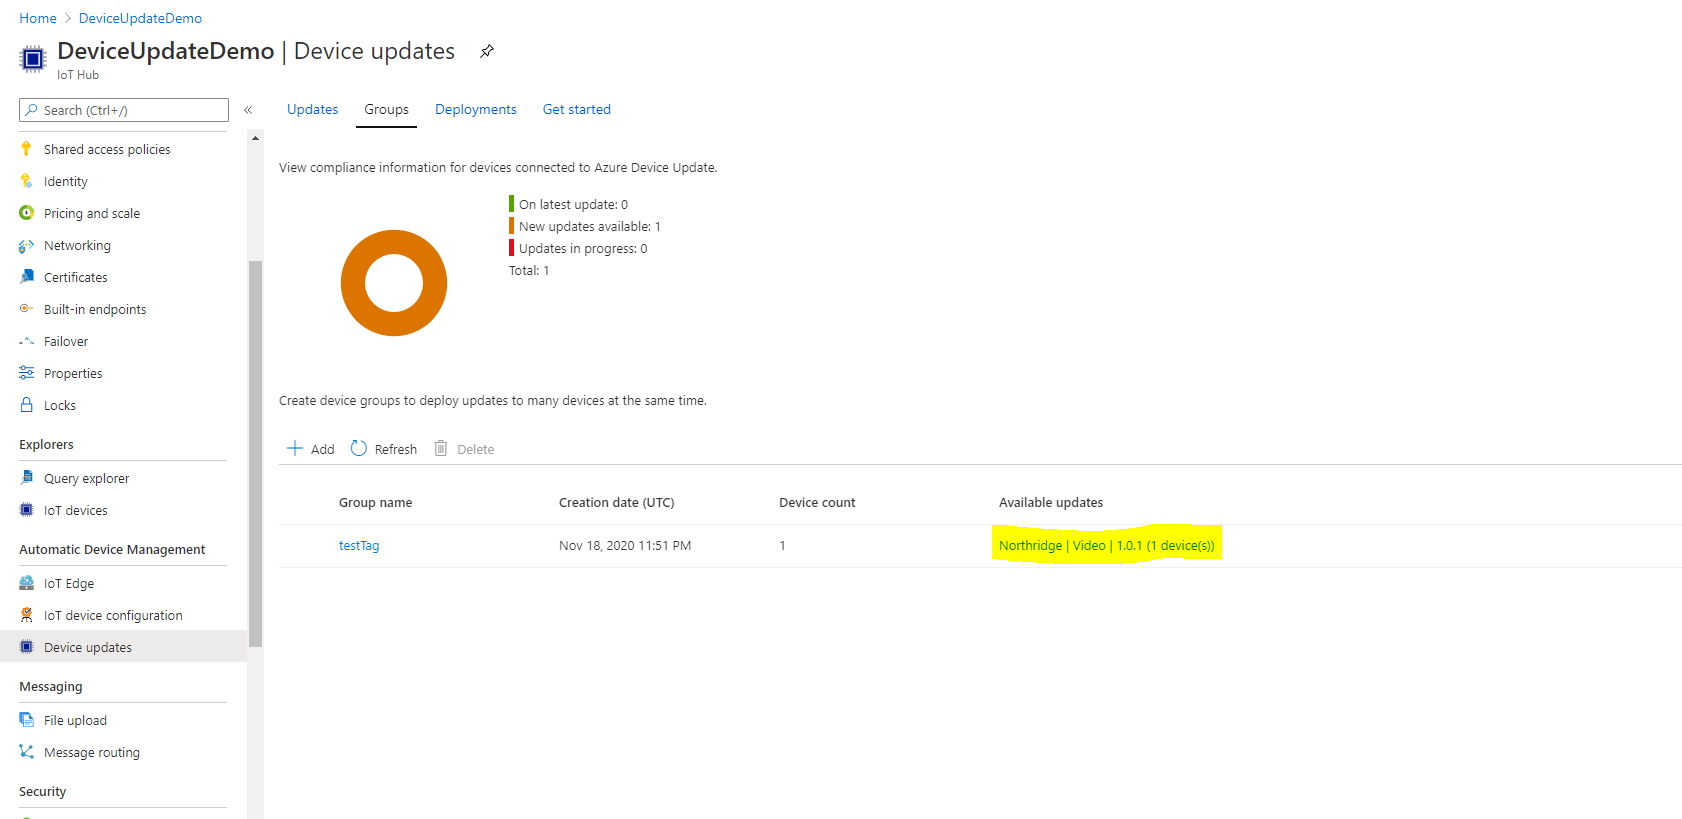 Home > DeviceUpdateDemo
DeviceUpdateDemo | Device updates
IoT Hub
Search (Ctrl+/)
«
Shared access policies
Identity
Pricing and scale
Networking
Certificates
Built-in endpoints
Failover
Properties
Locks
Explorers
Query explorer
IoT devices
Automatic Device Management
IoT Edge
IoT device configuration
Device updates
Messaging
File upload
Message routing
Security
Updates Groups Deployments Get started
View compliance information for devices connected to Azure Device Update.
On latest update: 0
New updates available: 1
Updates in progress: 0
Total: 1
Create device groups to deploy updates to many devices at the same time.
Add Refresh Delete
Group name Creation date (UTC) Device count Available updates
testTag Nov 18, 2020 11:51 PM 1 Northridge | Video | 1.0.1 (1 device(s))